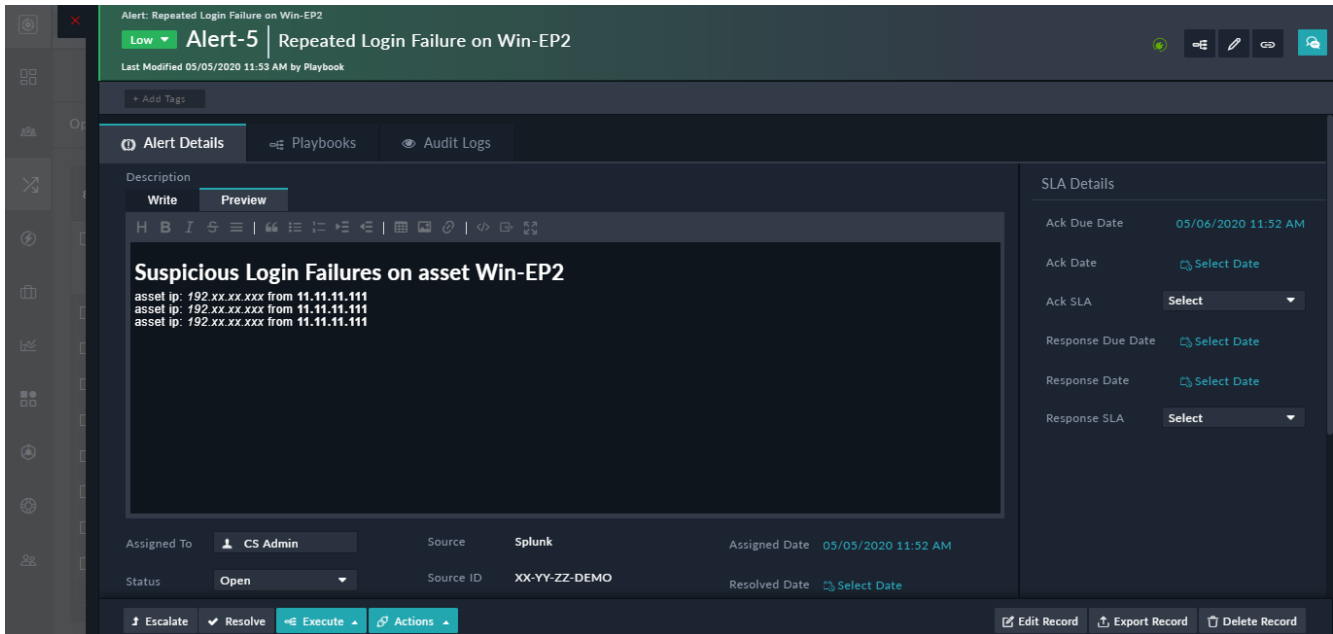 Alert: Repeated Login Failure on Win-EP2
Low Alert-5 Repeated Login Failure on Win-EP2
Last Modified 05/05/2020 11:53 AM by Playbook
+ Add Tags
Op
Alert Details Playbooks Audit Logs
Description
Write Preview
Suspicious Login Failures on asset Win-EP2
asset ip: 192.xx.xx.xxx from 11.11.11.111
asset ip: 192.xx.xx.xxx from 11.11.11.111
asset ip: 192.xx.xx.xxx from 11.11.11.111
Assigned To CS Admin Source Splunk Assigned Date 05/05/2020 11:52 AM
Status Open Source ID XX-YY-ZZ-DEMO Resolved Date Select Date
SLA Details
Ack Due Date 05/06/2020 11:52 AM
Ack Date Select Date
Ack SLA Select
Response Due Date Select Date
Response Date Select Date
Response SLA Select
Escalate Resolve Execute Actions Edit Record Export Record Delete Record